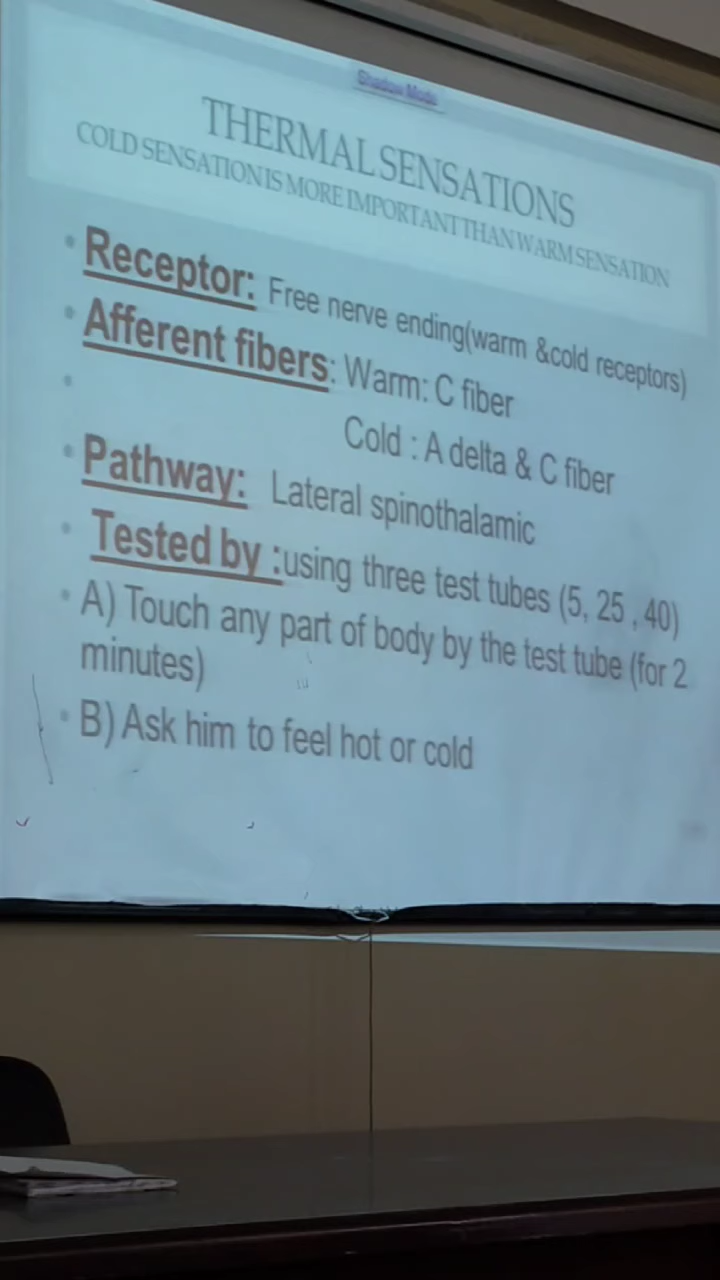 Shadow Mode
THERMAL SENSATIONS
COLD SENSATION IS MORE IMPORTANT THAN WARM SENSATION
• Receptor: Free nerve ending(warm &cold receptors)
• Afferent fibers: Warm: C fiber
• Cold : A delta & C fiber
• Pathway: Lateral spinothalamic
• Tested by :using three test tubes (5, 25 , 40)
• A) Touch any part of body by the test tube (for 2
minutes)
• B) Ask him to feel hot or cold